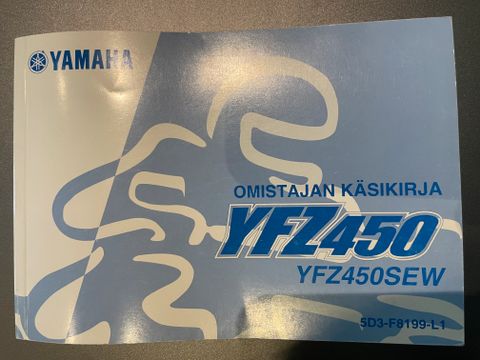 YAMAHA
OMISTAJAN KÄSIKIRJA
YFZ450
YFZ450SEW
5D3-F8199-L1